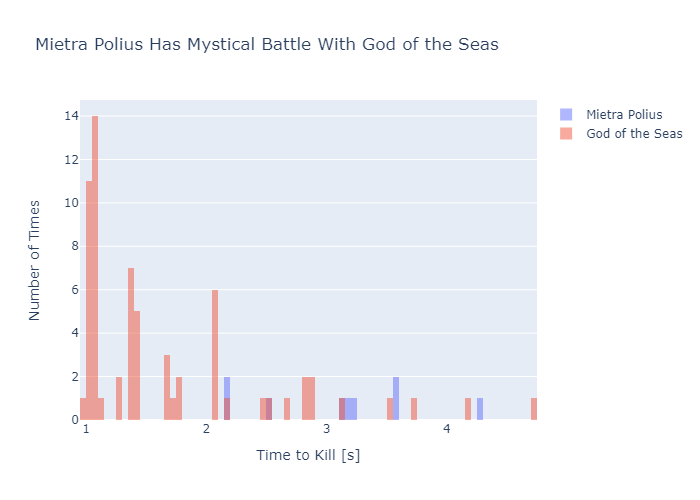 Mietra Polius Has Mystical Battle With God of the Seas
Mietra Polius
God of the Seas
14
12
10
8
6
4
2
0
Number of Times
1
2
3
4
Time to Kill [s]